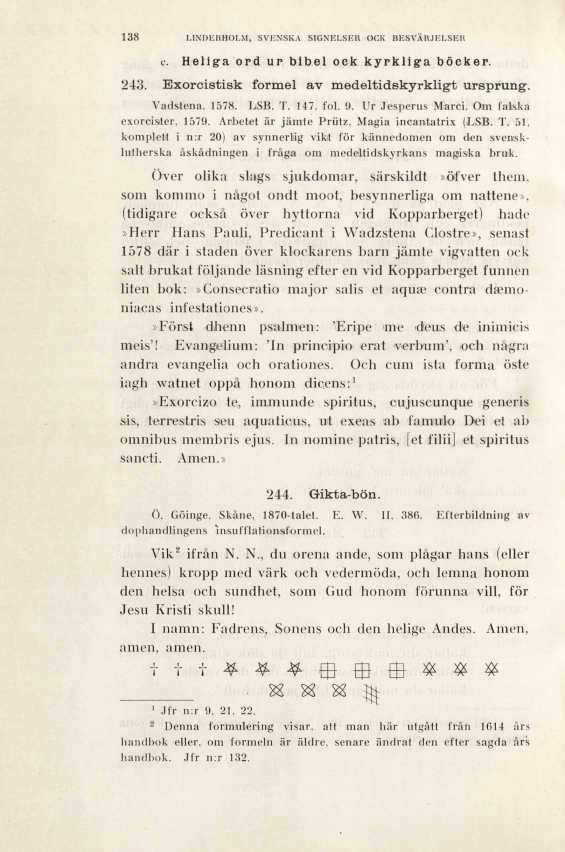 138 LINDERHOLM, SVENSKA SIGNELSER OCK BESVÄRJELSER
c. Heliga ord ur bibel ock kyrkliga böcker.
243. Exorcistisk formel av medeltidskyrkligt ursprung.
Vadstena. 1578. LSB. T. 147. fol. 9. Ur Jesperus Marci. Om falska
exorcister, 1579. Arbetet är jämte Prütz, Magia incantatrix (LSB. T. 51,
komplett i n:r 20) av synnerlig vikt för kännedomen om den svensk-
lutherska åskådningen i fråga om medeltidskyrkans magiska bruk.
Över olika slags sjukdomar, särskildt »öfver them,
som kommo i något ondt moot, besynnerliga om nattene»,
(tidigare också över hyttorna vid Kopparberget) hade
»Herr Hans Pauli, Predicant i Wadzstena Clostre», senast
1578 där i staden över klockarens barn jämte vigvatten ock
salt brukat följande läsning efter en vid Kopparberget funnen
liten bok: »Consecratio major salis et aquæ contra dæmo-
niacas infestationes».
»Först dhenn psalmen: 'Eripe me deus de inimicis
meis'! Evangelium: 'In principio erat verbum', och några
andra evangelia och orationes. Och cum ista forma öste
iagh watnet oppå honom dicens:¹
»Exorcizo te, immunde spiritus, cujuscunque generis
sis, terrestris seu aquaticus, ut exeas ab famulo Dei et ab
omnibus membris ejus. In nomine patris, [et filii] et spiritus
sancti. Amen.»
244. Gikta-bön.
Ö. Göinge. Skåne, 1870-talet. E. W. II. 386. Efterbildning av
dophandlingens insufflationsformel.
Vik² ifrån N. N., du orena ande, som plågar hans (eller
hennes) kropp med värk och vedermöda, och lemna honom
den helsa och sundhet, som Gud honom förunna vill, för
Jesu Kristi skull!
I namn: Fadrens, Sonens och den helige Andes. Amen,
amen, amen.
† † †
¹ Jfr n:r 9, 21, 22.
² Denna formulering visar, att man här utgått från 1614 års
handbok eller, om formeln är äldre, senare ändrat den efter sagda års
handbok. Jfr n:r 132.